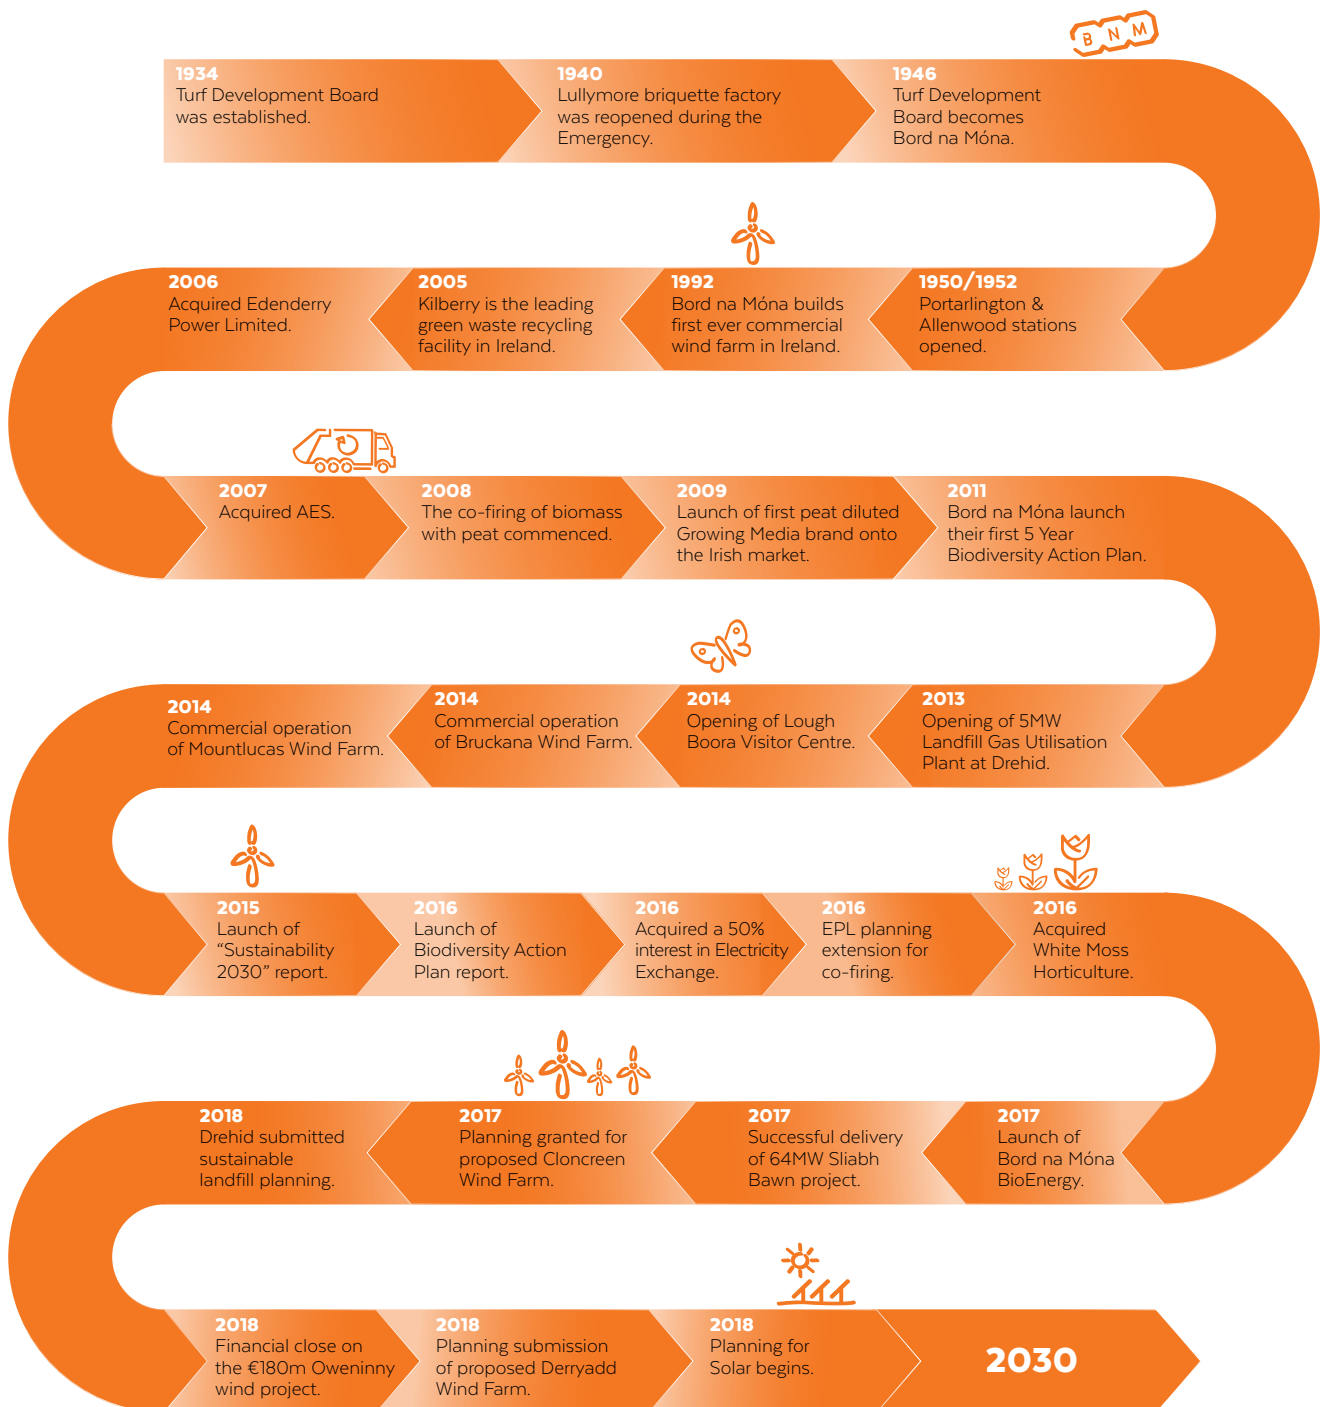 BNM
1934
Turf Development Board
was established.
1940
Lullymore briquette factory
was reopened during the
Emergency.
1946
Turf Development
Board becomes
Bord na Móna.
1950/1952
Portarlington &
Allenwood stations
opened.
1992
Bord na Móna builds
first ever commercial
wind farm in Ireland.
2005
Kilberry is the leading
green waste recycling
facility in Ireland.
2006
Acquired Edenderry
Power Limited.
2007
Acquired AES.
2008
The co-firing of biomass
with peat commenced.
2009
Launch of first peat diluted
Growing Media brand onto
the Irish market.
2011
Bord na Móna launch
their first 5 Year
Biodiversity Action Plan.
2013
Opening of 5MW
Landfill Gas Utilisation
Plant at Drehid.
2014
Opening of Lough
Boora Visitor Centre.
2014
Commercial operation
of Bruckana Wind Farm.
2014
Commercial operation
of Mountlucas Wind Farm.
2015
Launch of
“Sustainability
2030” report.
2016
Launch of
Biodiversity Action
Plan report.
2016
Acquired a 50%
interest in Electricity
Exchange.
2016
EPL planning
extension for
co-firing.
2016
Acquired
White Moss
Horticulture.
2017
Launch of
Bord na Móna
BioEnergy.
2017
Successful delivery
of 64MW Sliabh
Bawn project.
2017
Planning granted for
proposed Cloncreen
Wind Farm.
2018
Drehid submitted
sustainable
landfill planning.
2018
Financial close on
the €180m Oweninny
wind project.
2018
Planning submission
of proposed Derryadd
Wind Farm.
2018
Planning for
Solar begins.
2030